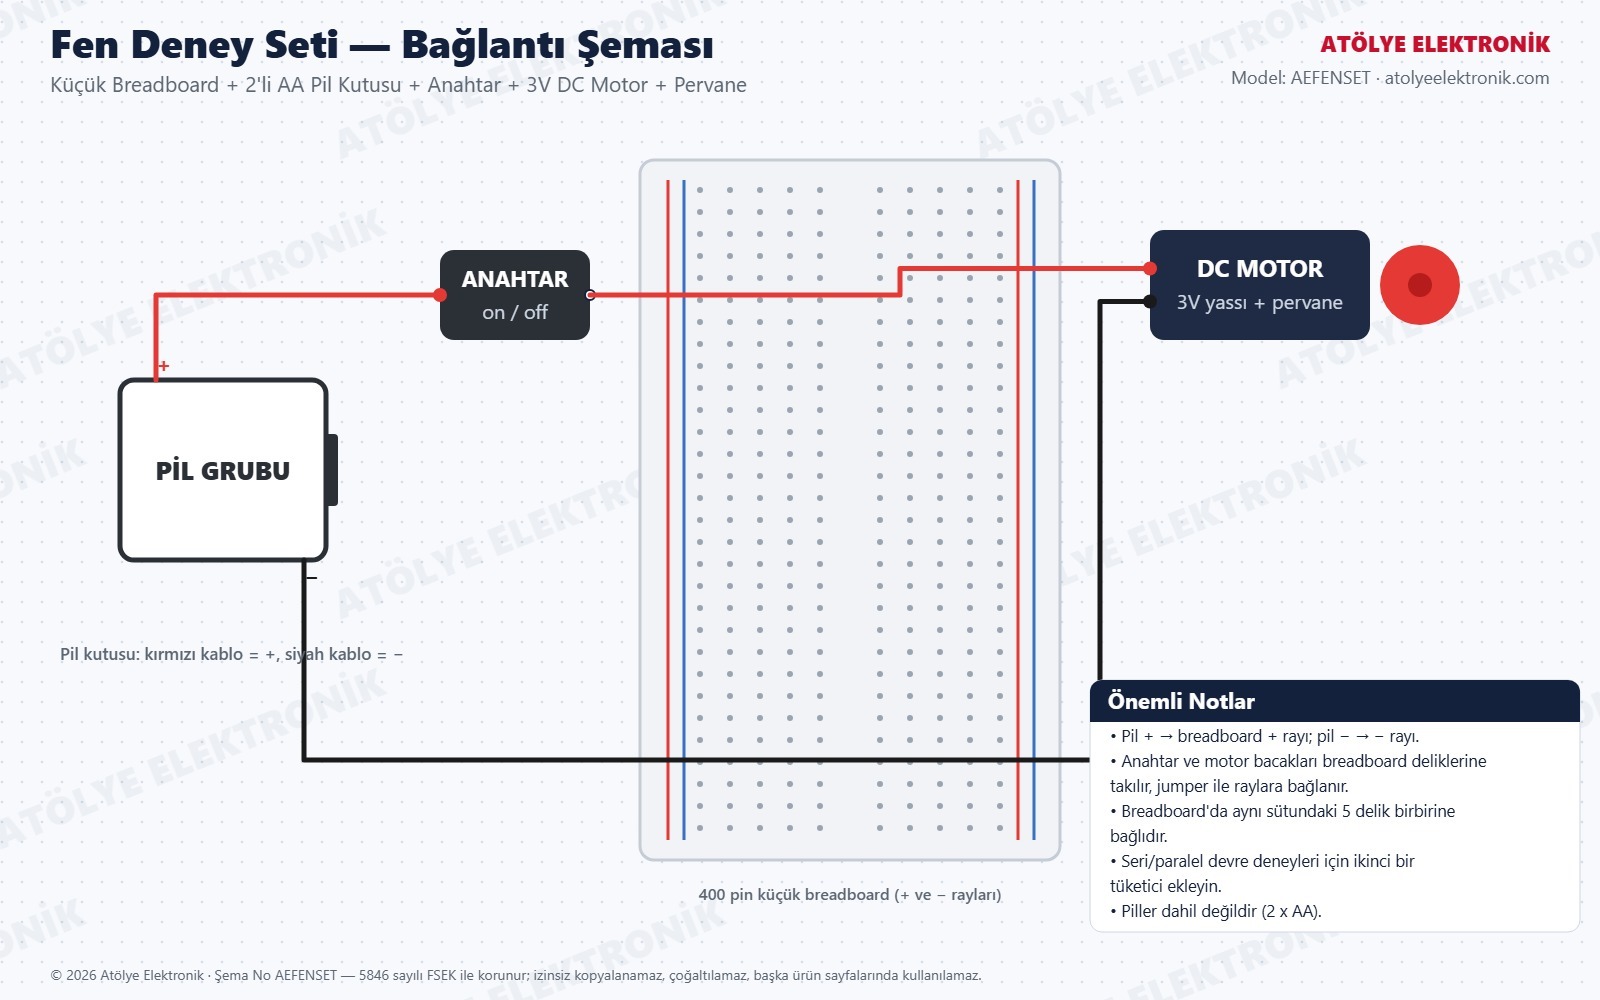 Fen Deney Seti — Bağlantı Şeması
Küçük Breadboard + 2'li AA Pil Kutusu + Anahtar + 3V DC Motor + Pervane
ATÖLYE ELEKTRONİK
Model: AEFENSET · atolyeelektronik.com
ANAHTAR
on / off
DC MOTOR
3V yassı + pervane
+
PİL GRUBU
−
Pil kutusu: kırmızı kablo = +, siyah kablo = −
400 pin küçük breadboard (+ ve − rayları)
Önemli Notlar
• Pil + → breadboard + rayı; pil − → − rayı.
• Anahtar ve motor bacakları breadboard deliklerine
takılır, jumper ile raylara bağlanır.
• Breadboard'da aynı sütundaki 5 delik birbirine
bağlıdır.
• Seri/paralel devre deneyleri için ikinci bir
tüketici ekleyin.
• Piller dahil değildir (2 x AA).
© 2026 Atölye Elektronik · Şema No AEFENSET — 5846 sayılı FSEK ile korunur; izinsiz kopyalanamaz, çoğaltılamaz, başka ürün sayfalarında kullanılamaz.